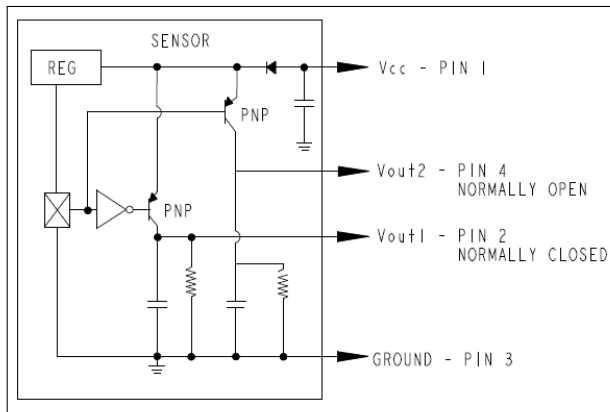 SENSOR
REG
Vcc - PIN 1
PNP
Vout2 - PIN 4
NORMALLY OPEN
PNP
Vout1 - PIN 2
NORMALLY CLOSED
GROUND - PIN 3